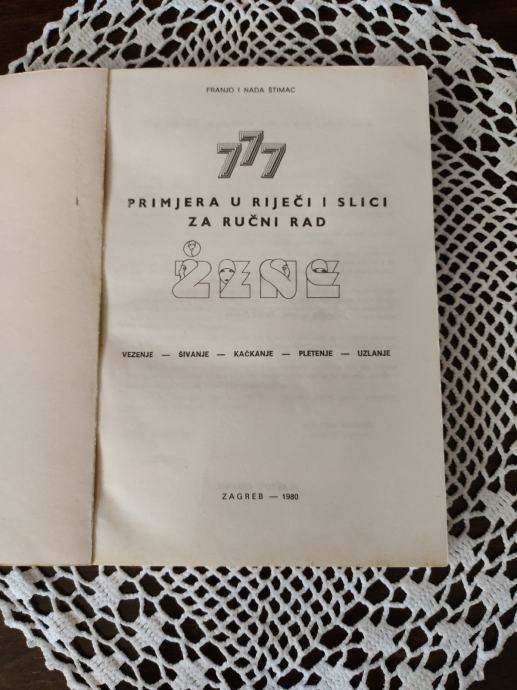 FRANJO I NADA ŠTIMAC
777
PRIMJERA U RIJEČI I SLICI
ZA RUČNI RAD
ŽENE
VEZENJE — ŠIVANJE — KAČKANJE — PLETENJE — UZLANJE
ZAGREB — 1980